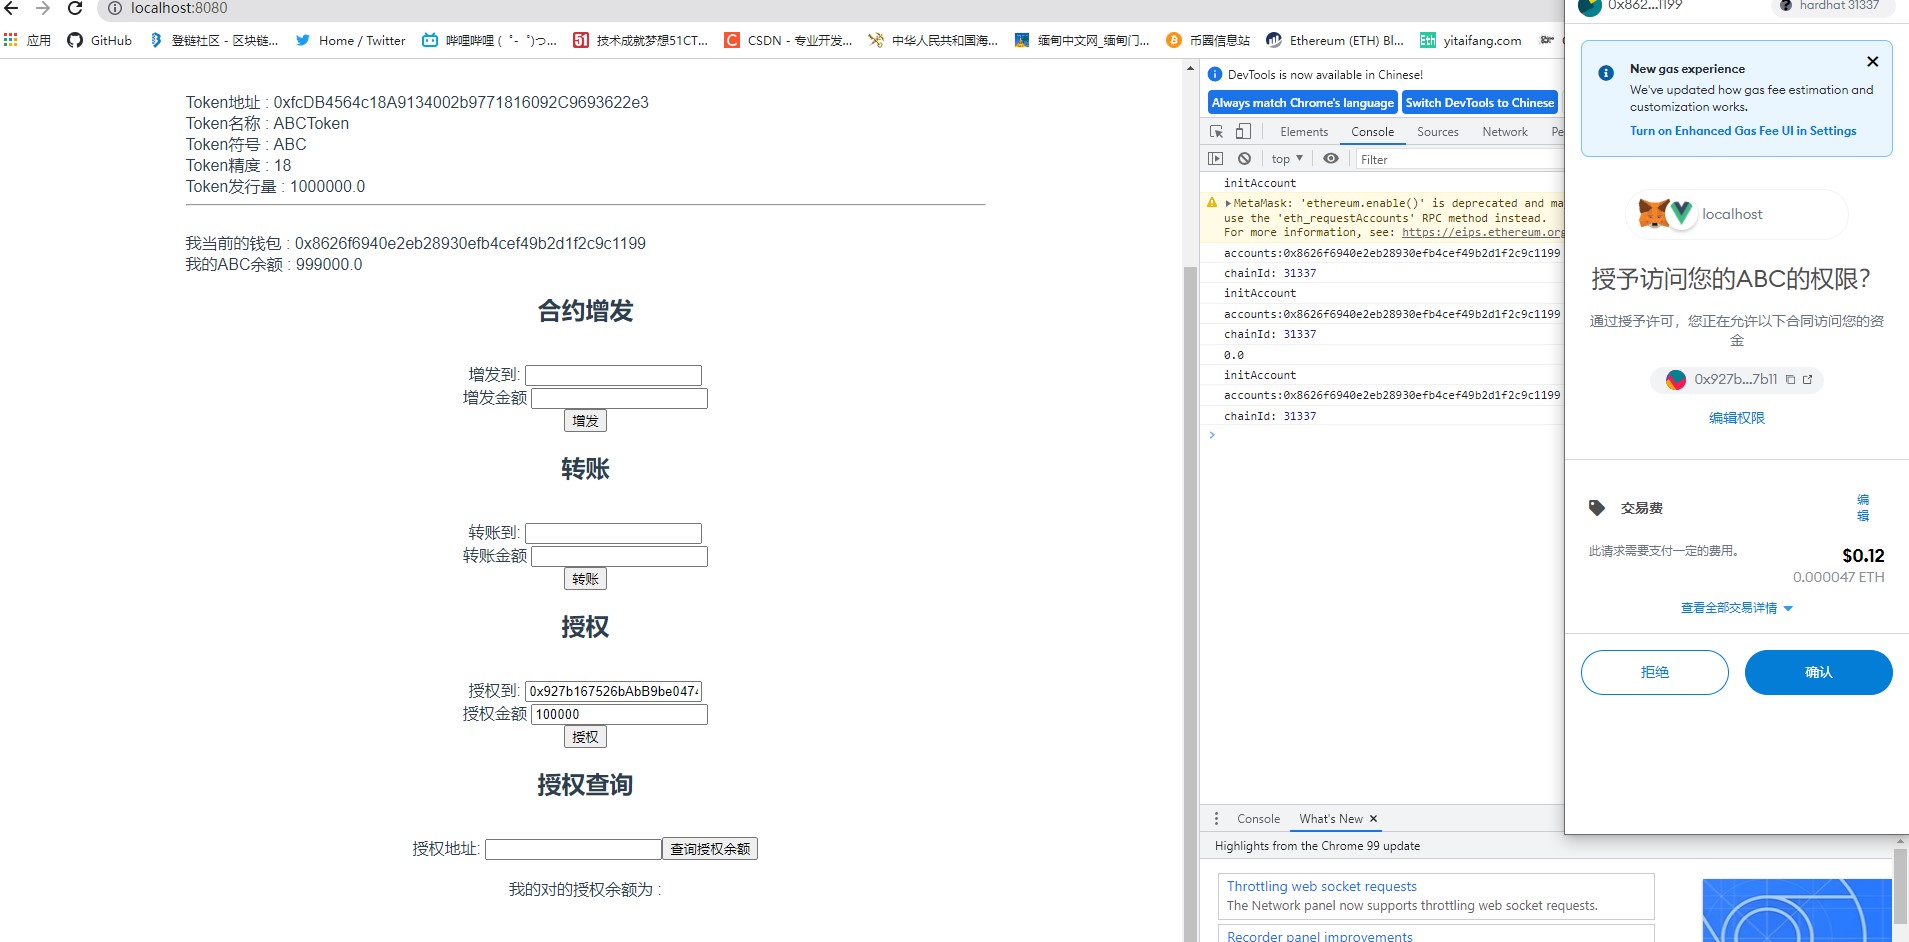 localhost:8080
应用
GitHub
登链社区 - 区块链...
Home / Twitter
哔哩哔哩 ( ゜- ゜)つ...
技术成就梦想51CT...
CSDN - 专业开发...
中华人民共和国海...
缅甸中文网_缅甸门...
币圈信息站
Ethereum (ETH) Bl...
yitaifang.com
Token地址 : 0xfcDB4564c18A9134002b9771816092C9693622e3
Token名称 : ABCToken
Token符号 : ABC
Token精度 : 18
Token发行量 : 1000000.0
我当前的钱包 : 0x8626f6940e2eb28930efb4cef49b2d1f2c9c1199
我的ABC余额 : 999000.0
合约增发
增发到:
增发金额
增发
转账
转账到:
转账金额
转账
授权
授权到: 0x927b167526bAbB9be047
授权金额 100000
授权
授权查询
授权地址: 查询授权余额
我的对的授权余额为 :
DevTools is now available in Chinese!
Always match Chrome's language
Switch DevTools to Chinese
Elements
Console
Sources
Network
Pe
top
Filter
initAccount
MetaMask: 'ethereum.enable()' is deprecated and ma
use the 'eth_requestAccounts' RPC method instead.
For more information, see: https://eips.ethereum.org
accounts:0x8626f6940e2eb28930efb4cef49b2d1f2c9c1199
chainId: 31337
initAccount
accounts:0x8626f6940e2eb28930efb4cef49b2d1f2c9c1199
chainId: 31337
0.0
initAccount
accounts:0x8626f6940e2eb28930efb4cef49b2d1f2c9c1199
chainId: 31337
Console
What's New
Highlights from the Chrome 99 update
Throttling web socket requests
The Network panel now supports throttling web socket requests.
Recorder panel improvements
0x862...1199
hardhat 31337
New gas experience
We've updated how gas fee estimation and
customization works.
Turn on Enhanced Gas Fee UI in Settings
localhost
授予访问您的ABC的权限？
通过授予许可，您正在允许以下合同访问您的资
金
0x927b...7b11
编辑权限
交易费
编
辑
此请求需要支付一定的费用。
$0.12
0.000047 ETH
查看全部交易详情
拒绝
确认